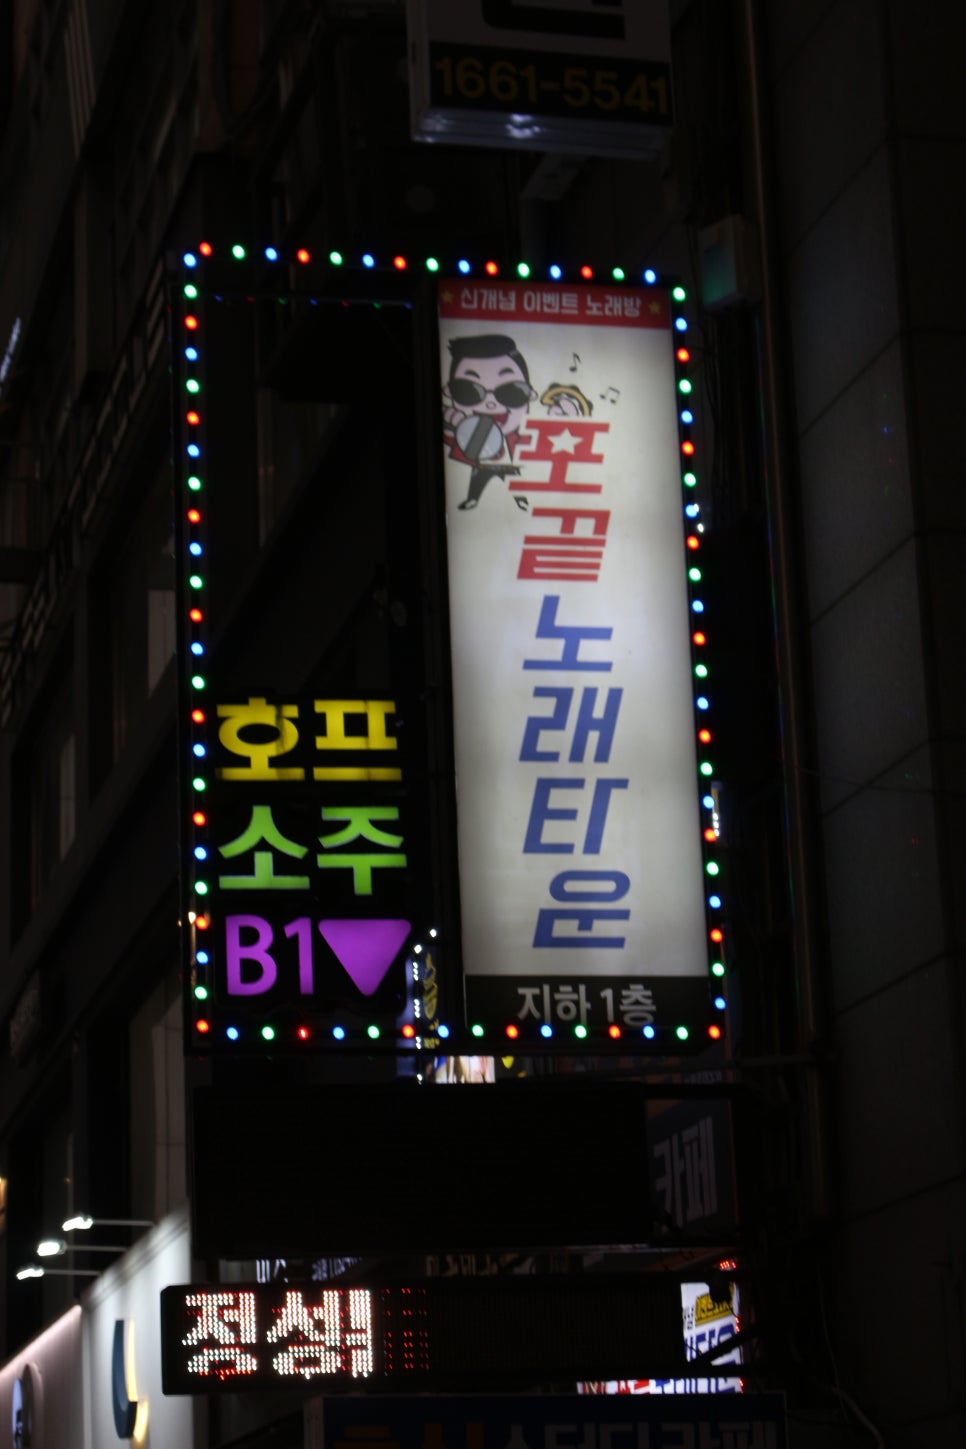 1661-5541
★ 신개념 이벤트 노래방 ★
포
끝
노
래
타
운
지하 1층
호프
소주
B1▼
카페